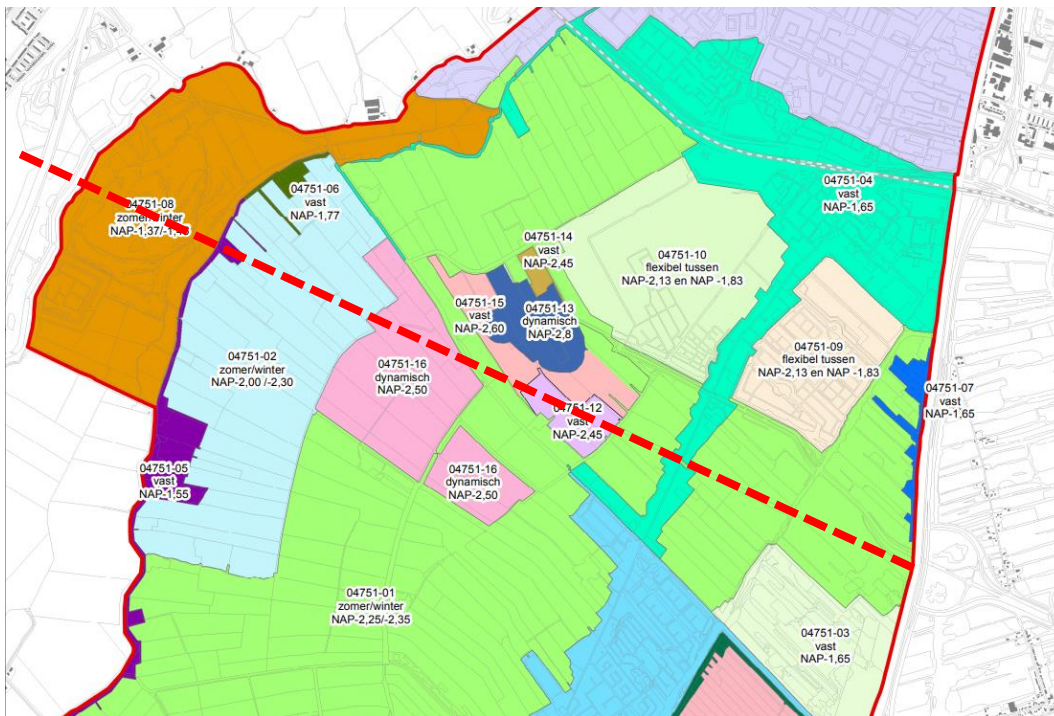 04751-08
zomer/winter
NAP-1,37/-1,
04751-06
vast
NAP-1,77
04751-04
vast
NAP-1,65
04751-14
vast
NAP-2,45
04751-10
flexibel tussen
NAP-2,13 en NAP -1,83
04751-15
vast
NAP-2,60
04751-13
dynamisch
NAP-2,8
04751-02
zomer/winter
NAP-2,00 /-2,30
04751-16
dynamisch
NAP-2,50
04751-09
flexibel tussen
NAP-2,13 en NAP -1,83
04751-07
vast
NAP-1,65
04751-12
vast
NAP-2,45
04751-05
vast
NAP-1,55
04751-16
dynamisch
NAP-2,50
04751-01
zomer/winter
NAP-2,25/-2,35
04751-03
vast
NAP-1,65